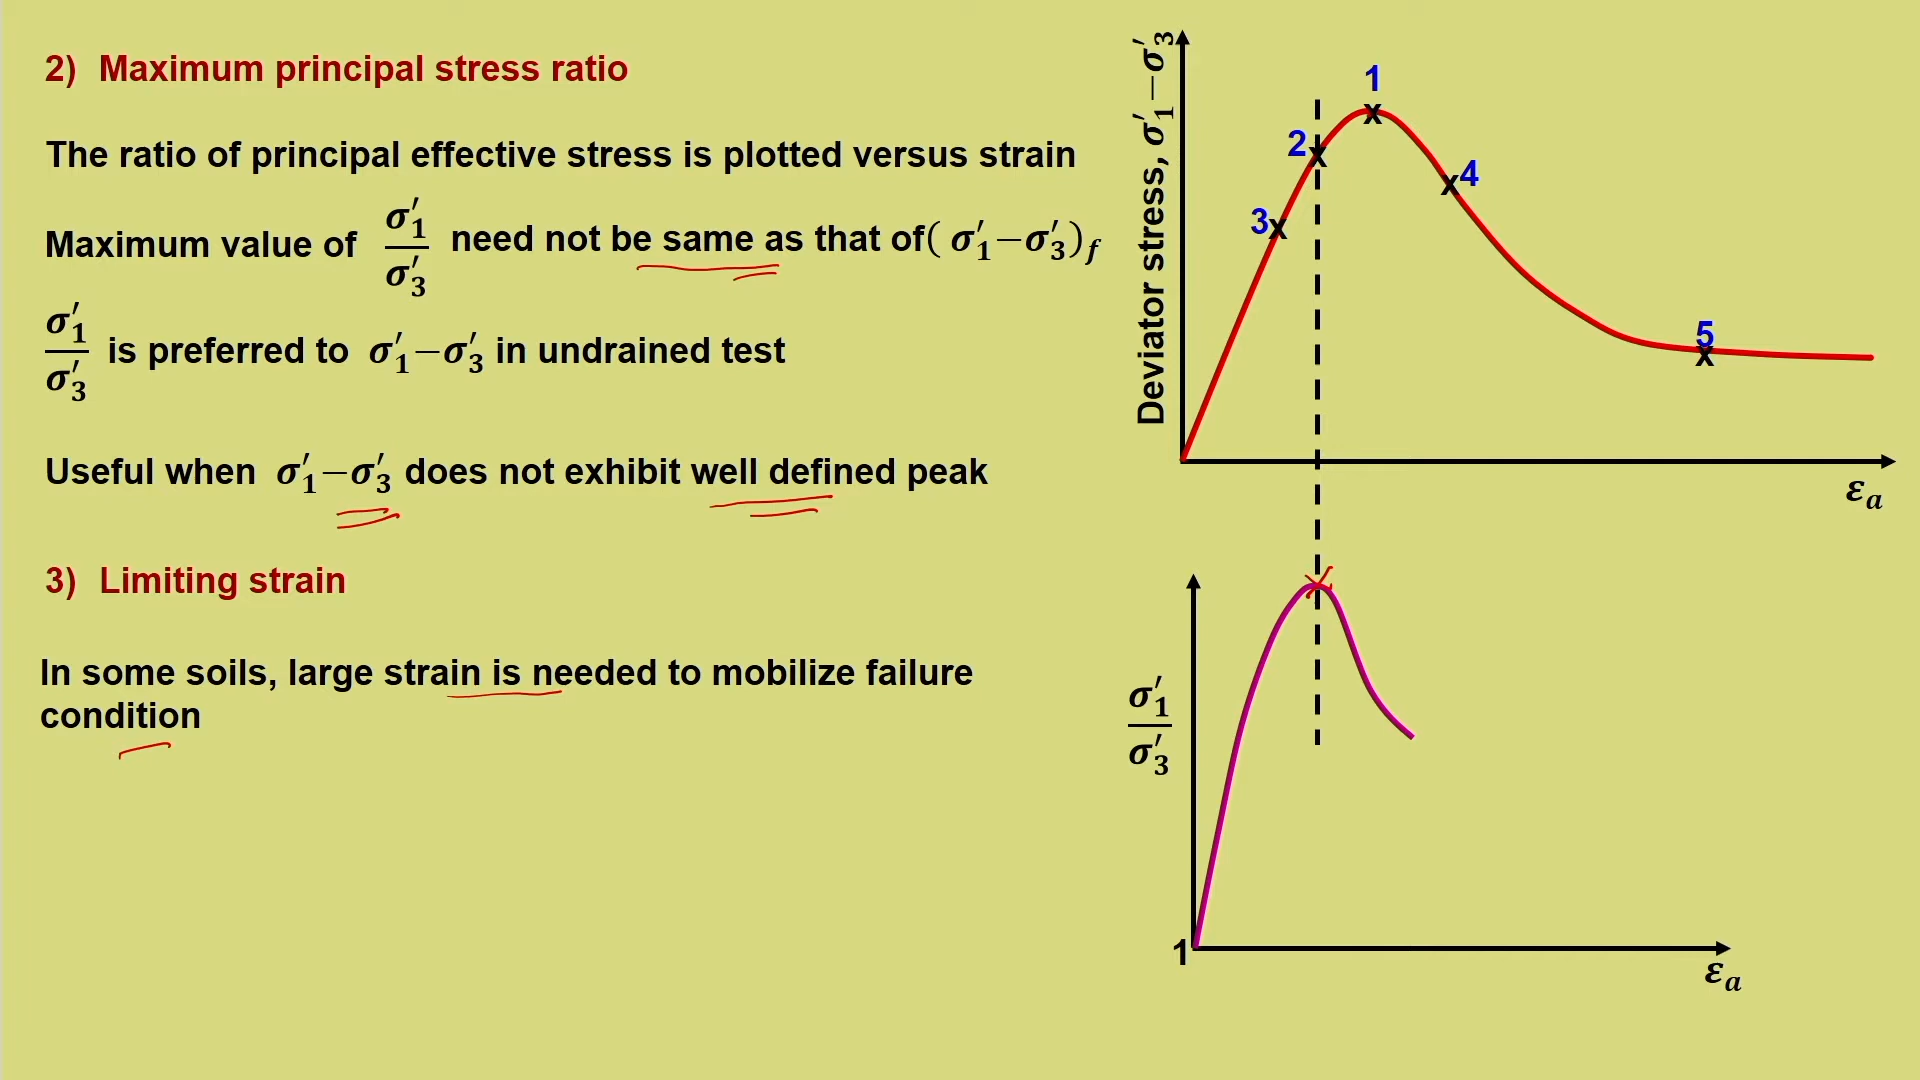 2) Maximum principal stress ratio
The ratio of principal effective stress is plotted versus strain
Maximum value of σ′₁/σ′₃ need not be same as that of (σ′₁−σ′₃)f
σ′₁/σ′₃ is preferred to σ′₁−σ′₃ in undrained test
Useful when σ′₁−σ′₃ does not exhibit well defined peak
3) Limiting strain
In some soils, large strain is needed to mobilize failure
condition
Deviator stress, σ′₁−σ′₃
1
2
3
4
5
εₐ
σ′₁/σ′₃
1
εₐ